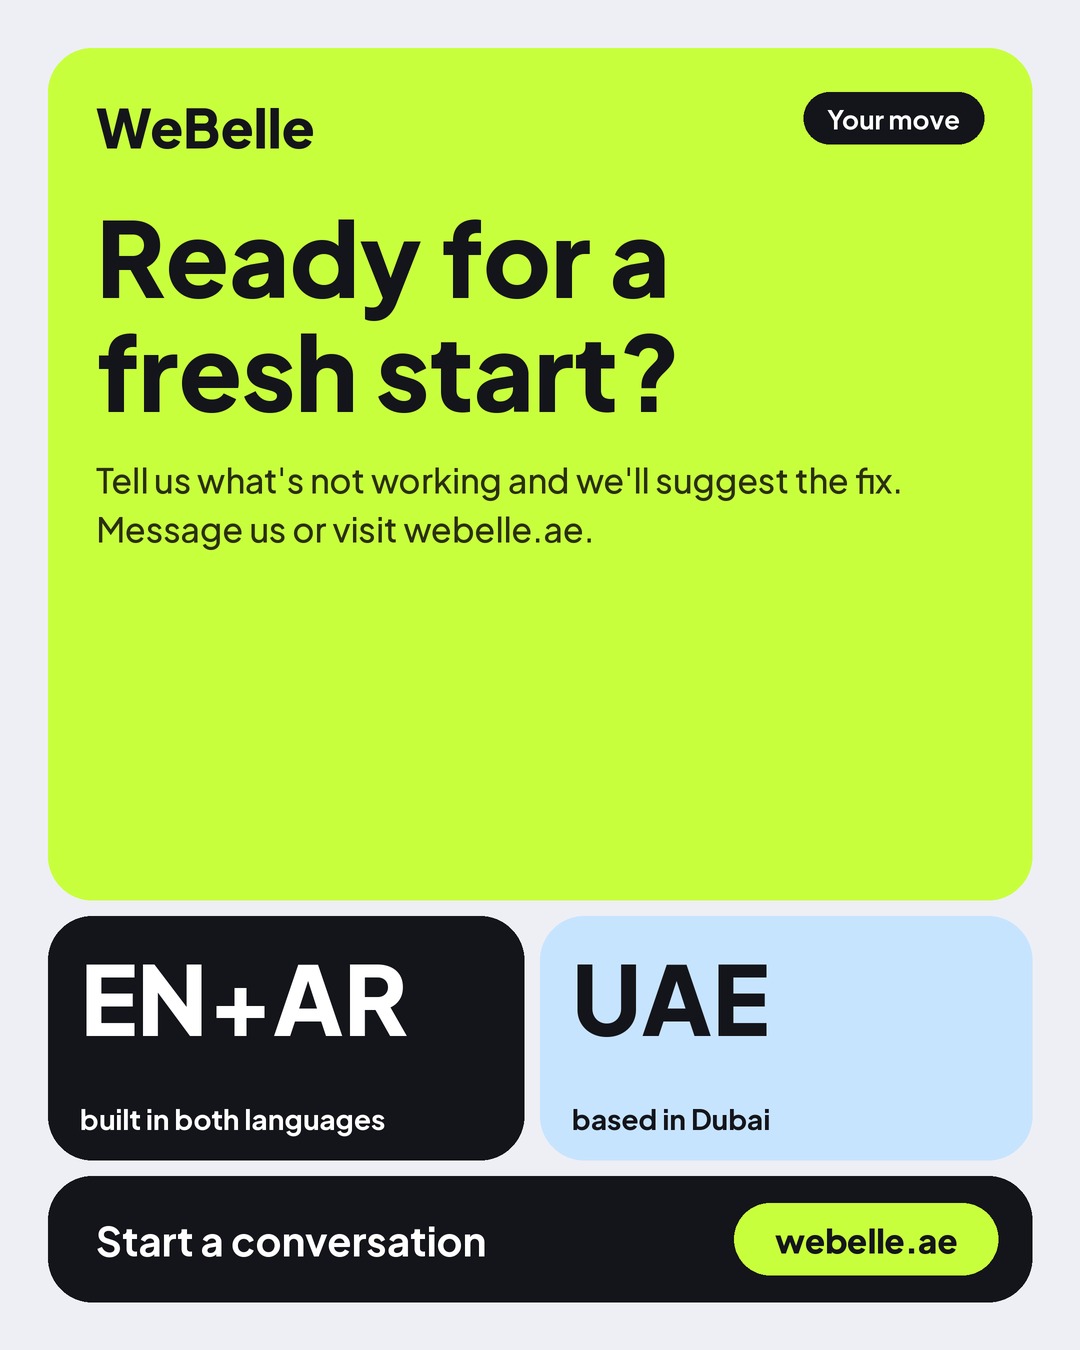 WeBelle
Your move
Ready for a
fresh start?
Tell us what's not working and we'll suggest the fix.
Message us or visit webelle.ae.
EN+AR
built in both languages
UAE
based in Dubai
Start a conversation
webelle.ae